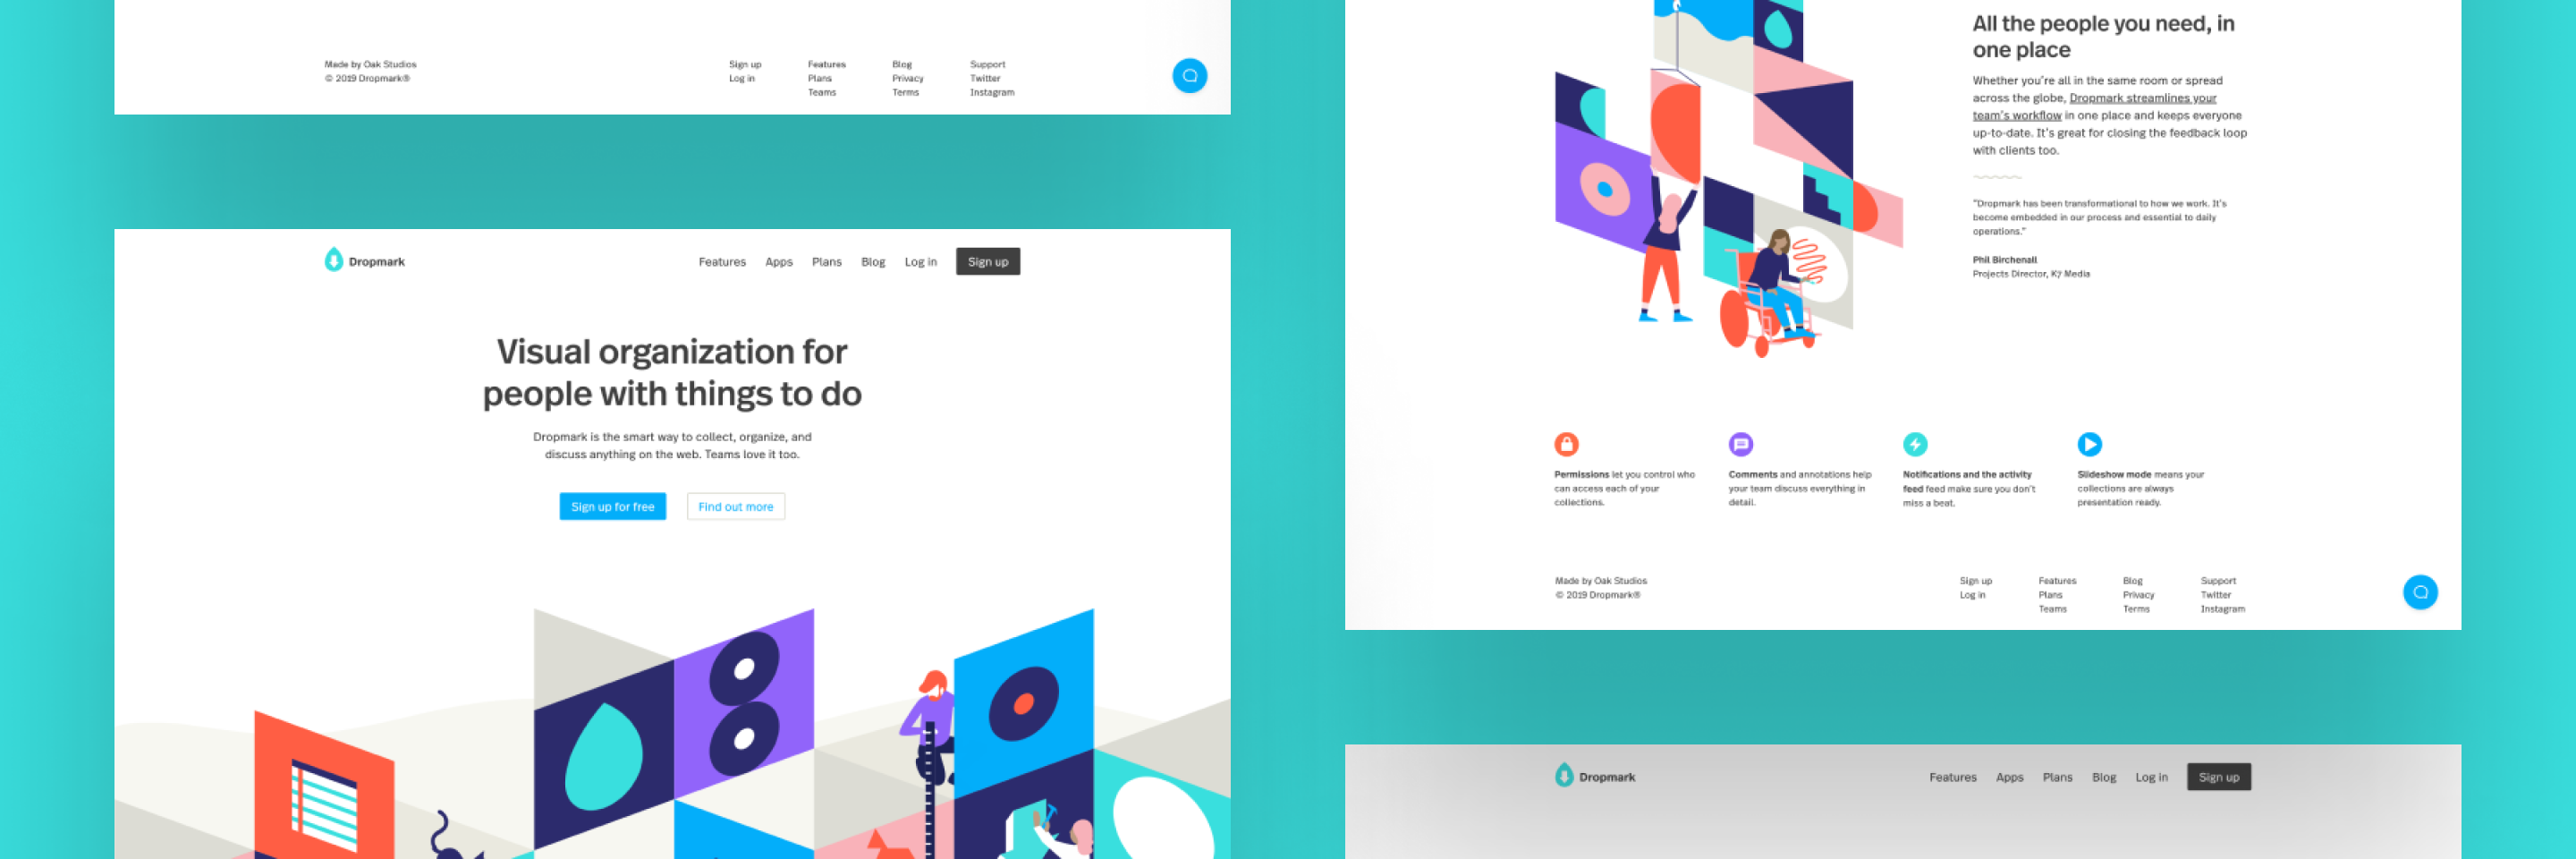 Made by Oak Studios
© 2019 Dropmark®
Sign up
Log in
Features
Plans
Teams
Blog
Privacy
Terms
Support
Twitter
Instagram
Dropmark
Features
Apps
Plans
Blog
Log in
Sign up
Visual organization for
people with things to do
Dropmark is the smart way to collect, organize, and
discuss anything on the web. Teams love it too.
Sign up for free
Find out more
All the people you need, in
one place
Whether you're all in the same room or spread
across the globe, Dropmark streamlines your
team's workflow in one place and keeps everyone
up-to-date. It's great for closing the feedback loop
with clients too.
"Dropmark has been transformational to how we work. It's
become embedded in our process and essential to daily
operations."
Phil Birchenall
Projects Director, K7 Media
Permissions let you control who
can access each of your
collections.
Comments and annotations help
your team discuss everything in
detail.
Notifications and the activity
feed feed make sure you don't
miss a beat.
Slideshow mode means your
collections are always
presentation ready.
Made by Oak Studios
© 2019 Dropmark®
Sign up
Log in
Features
Plans
Teams
Blog
Privacy
Terms
Support
Twitter
Instagram
Dropmark
Features
Apps
Plans
Blog
Log in
Sign up